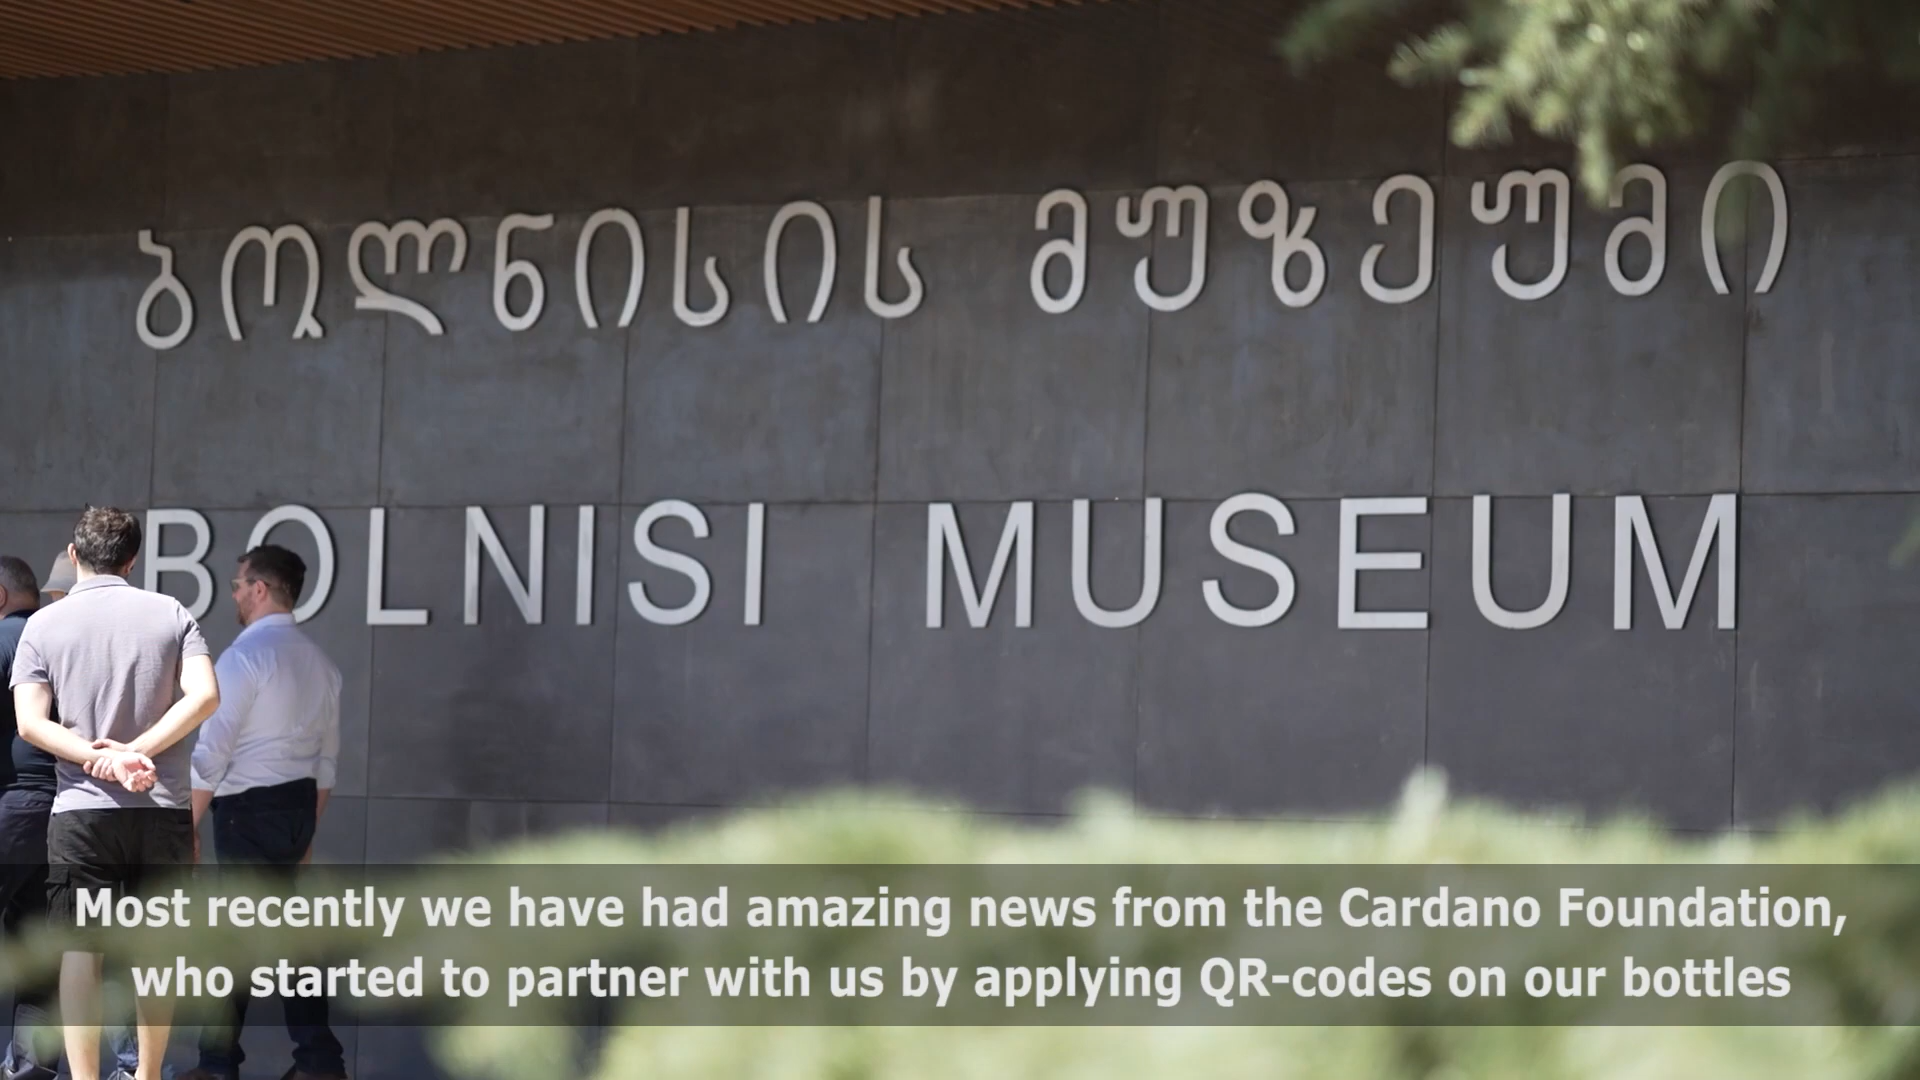 ბოლნისის მუზეუმი
BOLNISI MUSEUM
Most recently we have had amazing news from the Cardano Foundation,
who started to partner with us by applying QR-codes on our bottles